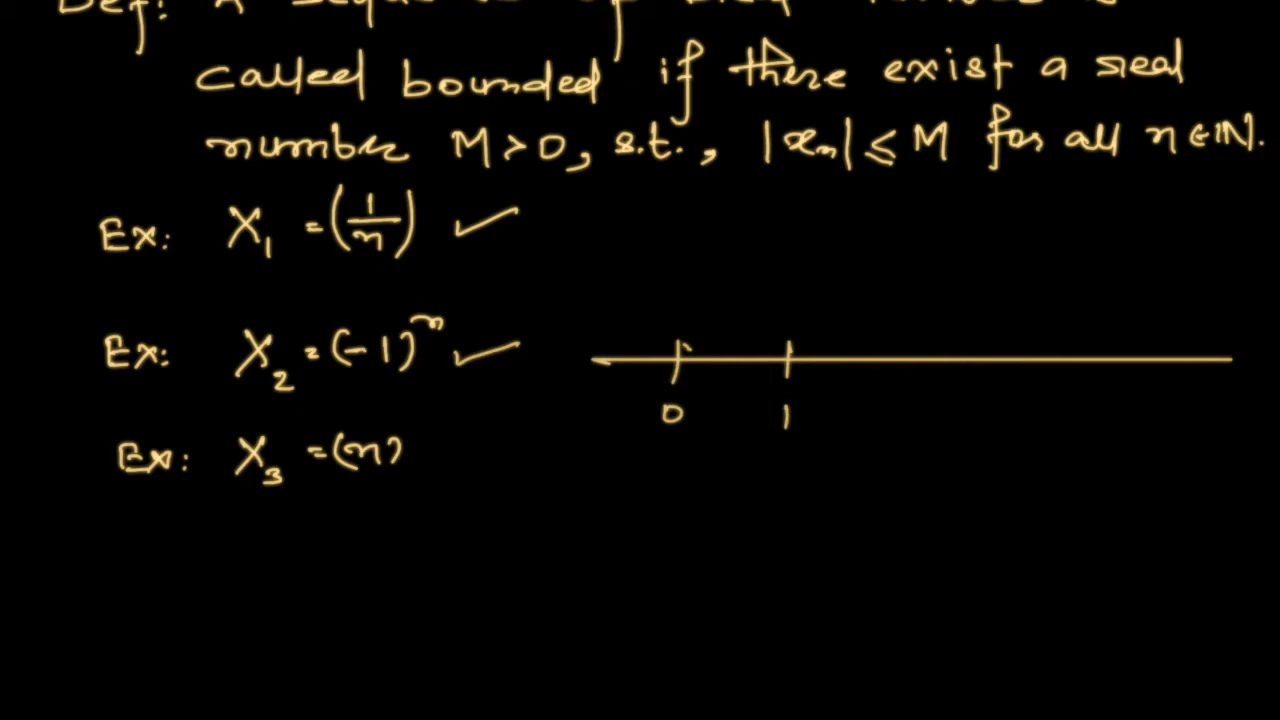 Def: A
called bounded if there exist a real
number M > 0, s.t., |xₙ| ≤ M for all n ∈ ℕ.
Ex: X₁ = (1/n) ✓
Ex: X₂ = (-1)ⁿ ✓
0 1
Ex: X₃ = (n)